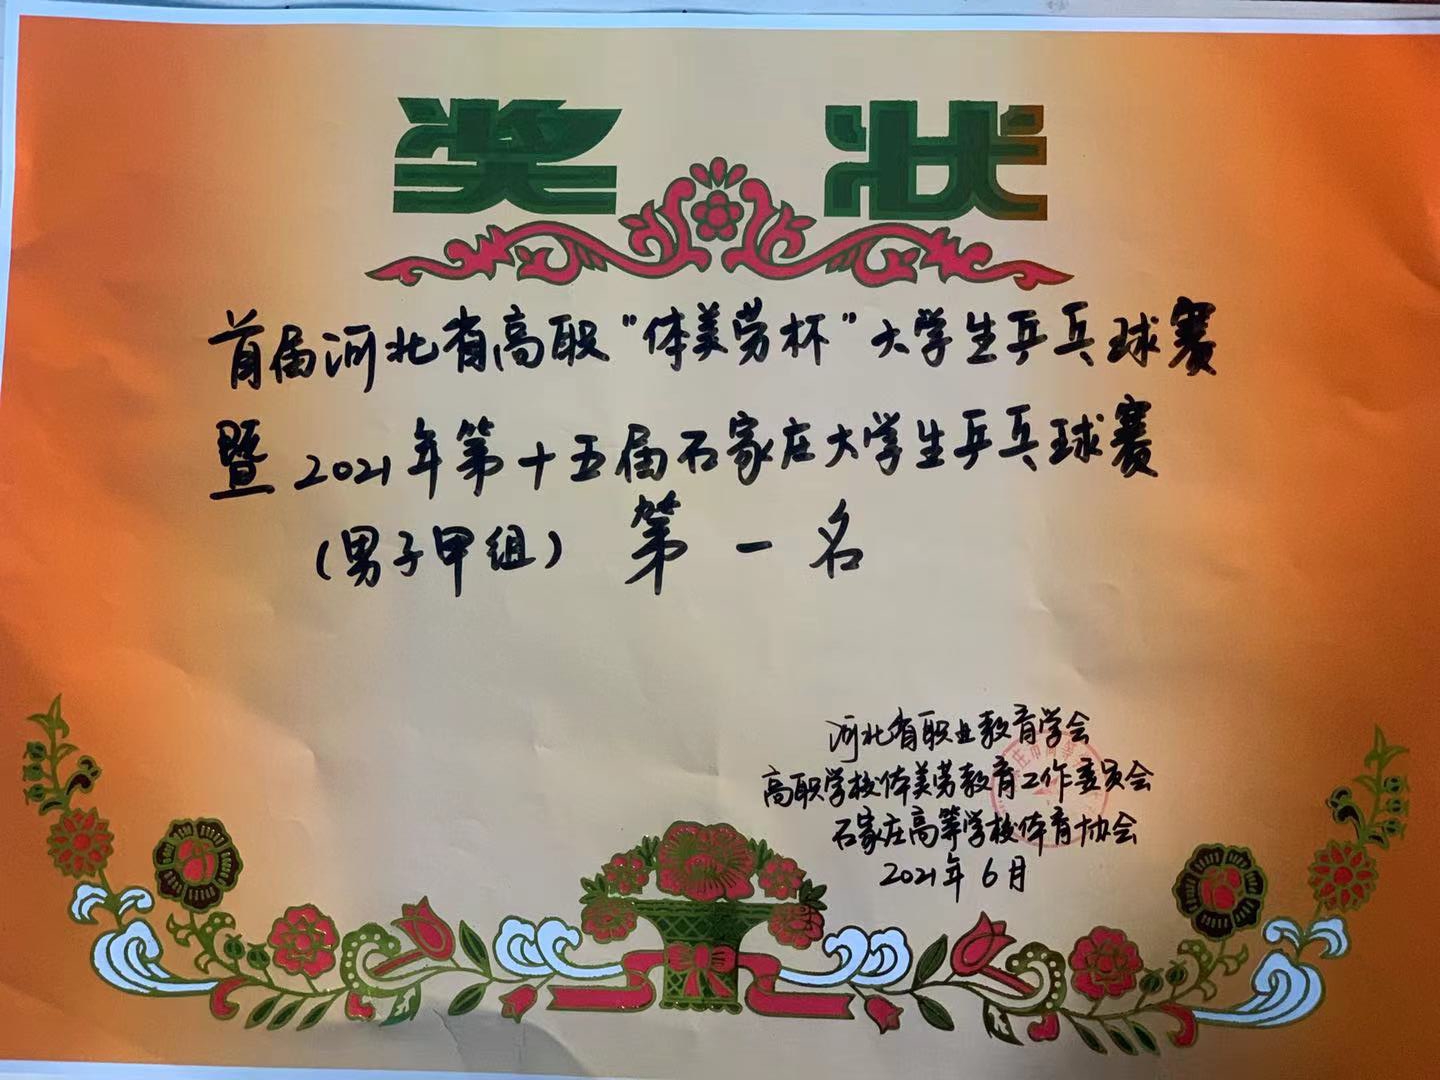 奖状
首届河北省高职“体美劳杯”大学生乒乓球赛
暨2021年第十五届石家庄大学生乒乓球赛
（男子甲组）第一名
河北省职业教育学会
高职学校体美劳教育工作委员会
石家庄高等学校体育协会
2021年6月